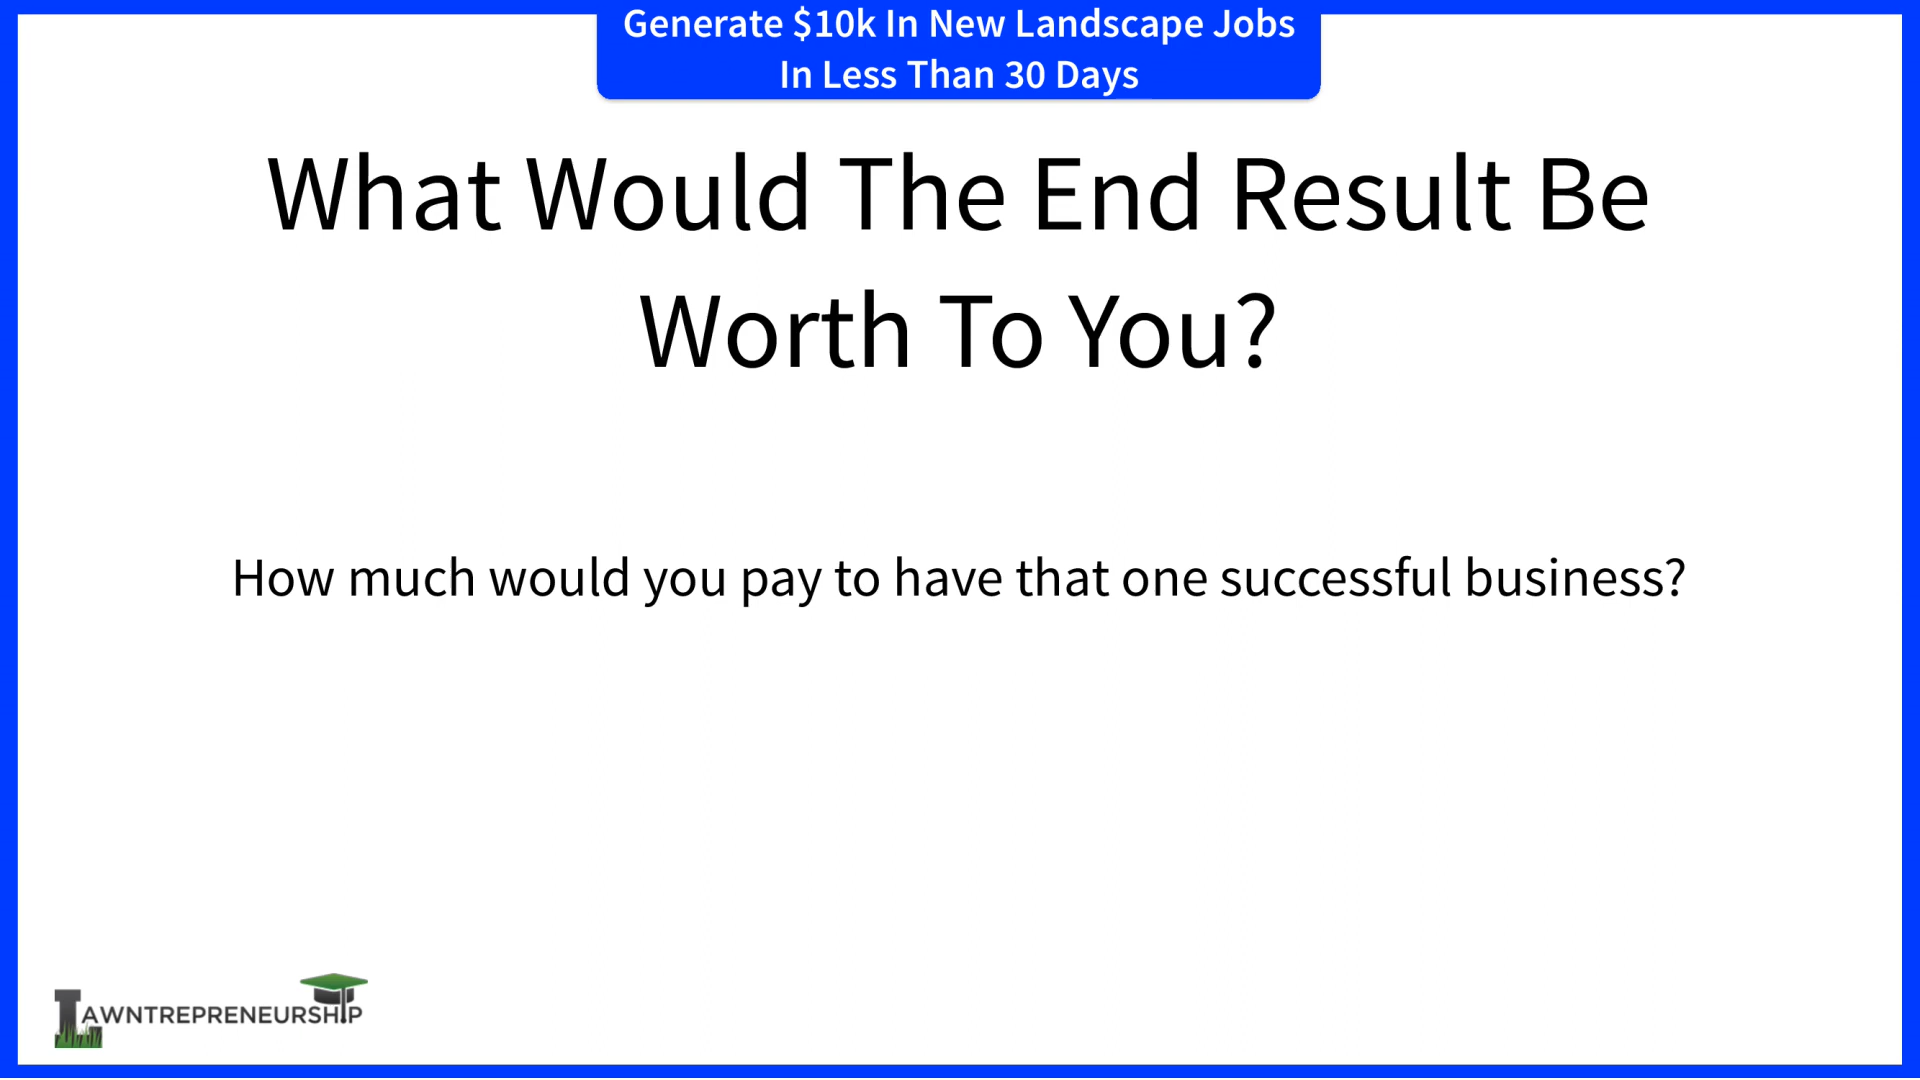 Generate $10k In New Landscape Jobs
In Less Than 30 Days
What Would The End Result Be
Worth To You?
How much would you pay to have that one successful business?
LAWNTREPRENEURSHIP